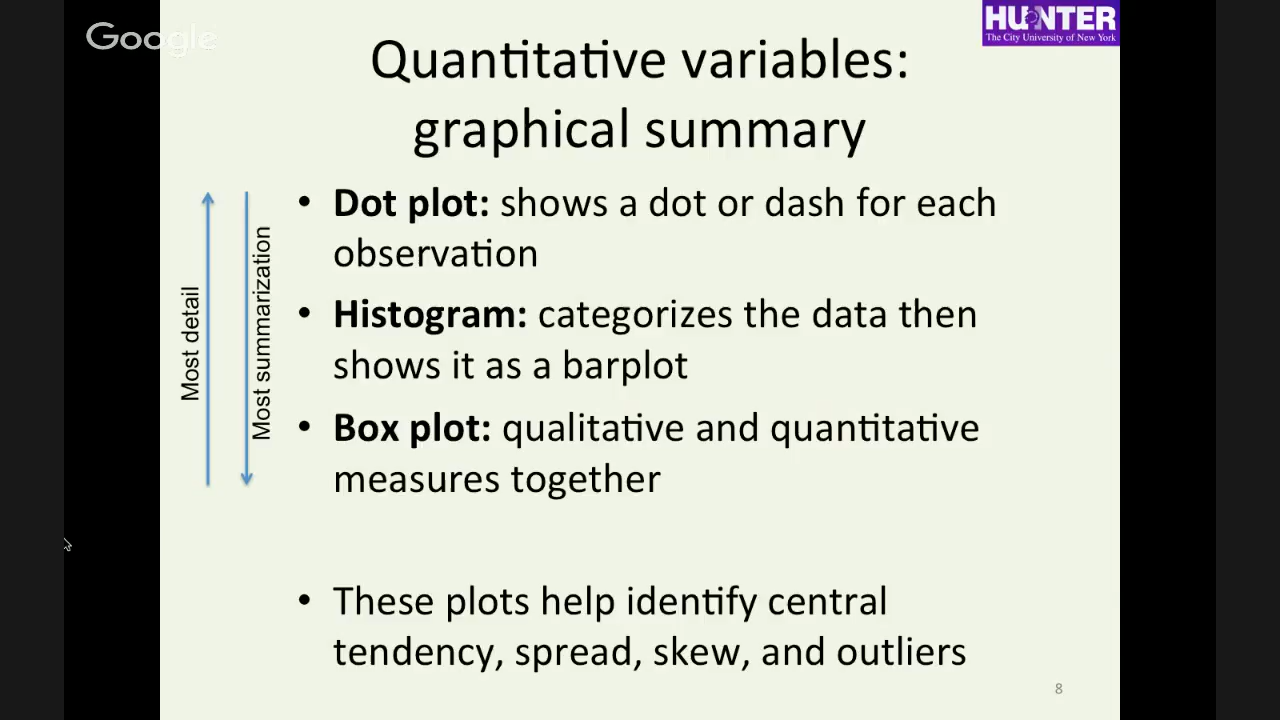 Google
HUNTER
The City University of New York
Quantitative variables:
graphical summary
Most detail
Most summarization
• Dot plot: shows a dot or dash for each
observation
• Histogram: categorizes the data then
shows it as a barplot
• Box plot: qualitative and quantitative
measures together
• These plots help identify central
tendency, spread, skew, and outliers
8